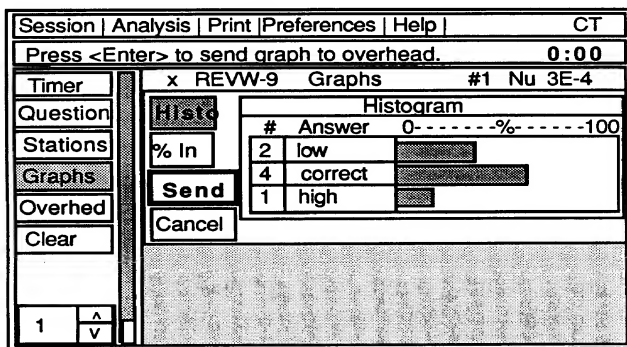 Session | Analysis | Print |Preferences | Help | CT
Press <Enter> to send graph to overhead. 0:00
Timer
Question
Stations
Graphs
Overhed
Clear
1 ^ v
x REVW-9 Graphs #1 Nu 3E-4
Histo
% In
Send
Cancel
Histogram
# Answer 0- - - - - - -%- - - - - -100
2 low
4 correct
1 high